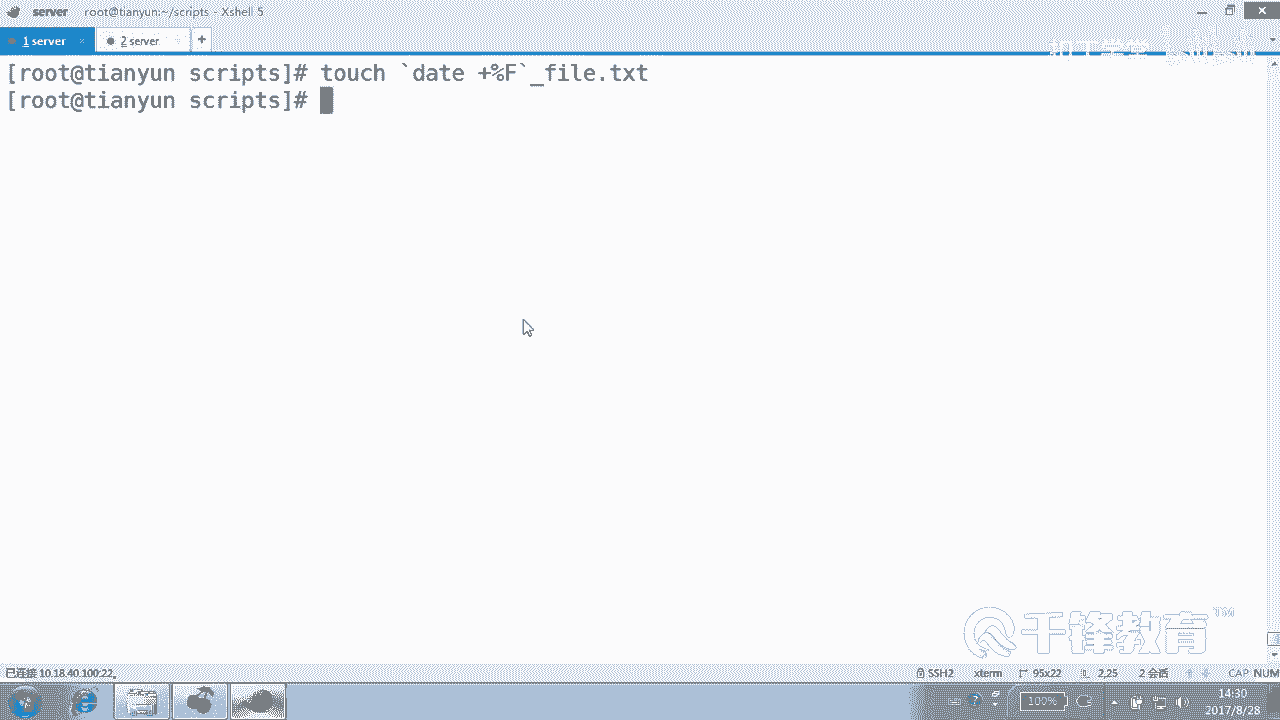 server root@tianyun:~/scripts - Xshell 5
1 server × 2 server +
[root@tianyun scripts]# touch `date +%F`_file.txt
[root@tianyun scripts]#
千锋教育 TM
已连接 10.18.40.100:22。 SSH2 xterm 95x22 2,25 2 会话 CAP NUM
100% 14:30
2017/8/28